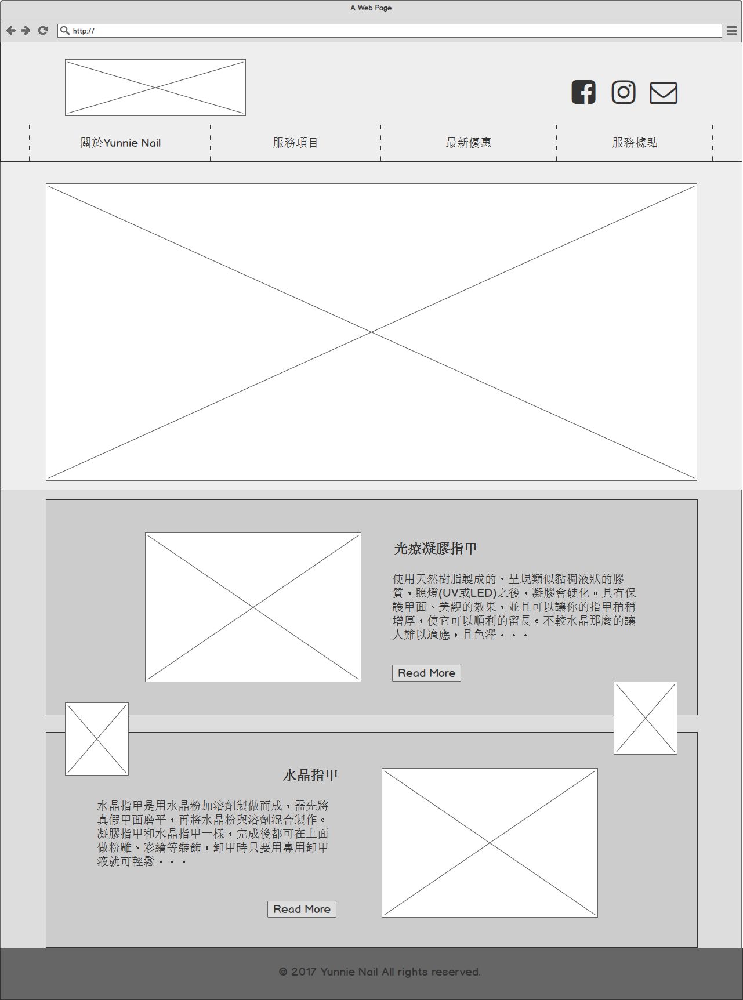 A Web Page
http://
關於Yunnie Nail
服務項目
最新優惠
服務據點
光療凝膠指甲
使用天然樹脂製成的、呈現類似黏稠液狀的膠
質，照燈(UV或LED)之後，凝膠會硬化。具有保
護甲面、美觀的效果，並且可以讓你的指甲稍稍
增厚，使它可以順利的留長。不較水晶那麼的讓
人難以適應，且色澤・・・
Read More
水晶指甲
水晶指甲是用水晶粉加溶劑製做而成，需先將
真假甲面磨平，再將水晶粉與溶劑混合製作。
凝膠指甲和水晶指甲一樣，完成後都可在上面
做粉雕、彩繪等裝飾，卸甲時只要用專用卸甲
液就可輕鬆・・・
Read More
© 2017 Yunnie Nail All rights reserved.